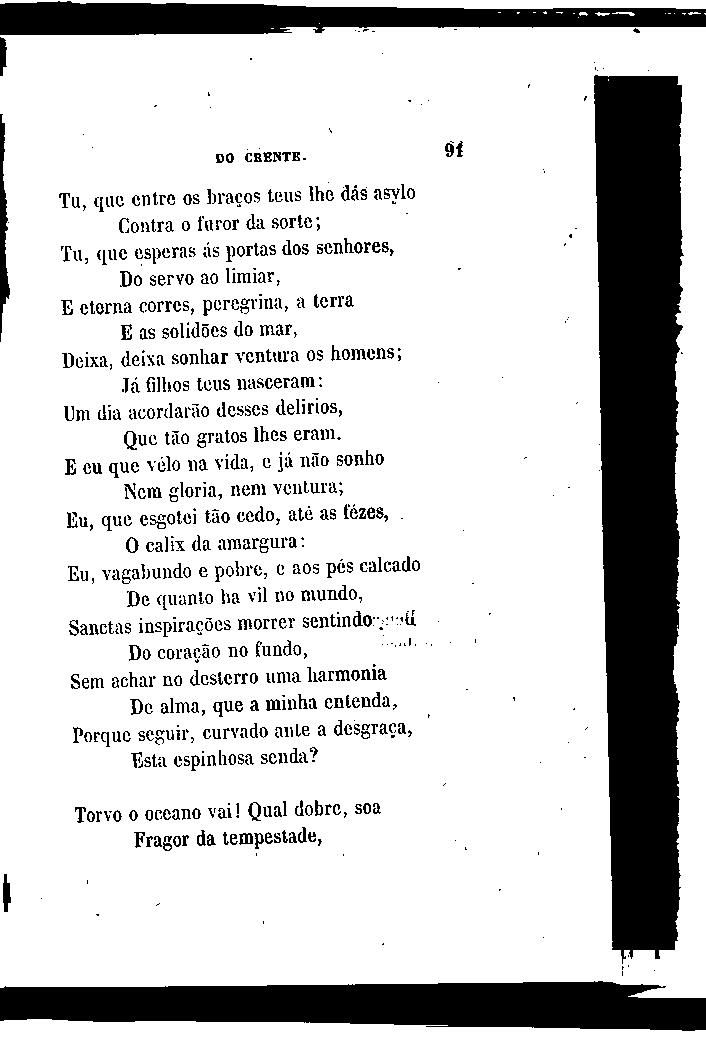 DO CRENTE. 91
Tu, que entre os braços teus lhe dás asylo
Contra o furor da sorte;
Tu, que esperas ás portas dos senhores,
Do servo ao limiar,
E eterna corres, peregrina, a terra
E as solidões do mar,
Deixa, deixa sonhar ventura os homens;
Já filhos teus nasceram:
Um dia acordarão desses delirios,
Que tão gratos lhes eram.
E eu que vélo na vida, e já não sonho
Nem gloria, nem ventura;
Eu, que esgotei tão cedo, até as fézes,
O calix da amargura:
Eu, vagabundo e pobre, e aos pés calcado
De quanto ha vil no mundo,
Sanctas inspirações morrer sentindo
Do coração no fundo,
Sem achar no desterro uma harmonia
De alma, que a minha entenda,
Porque seguir, curvado ante a desgraça,
Esta espinhosa senda?
Torvo o oceano vai! Qual dobre, soa
Fragor da tempestade,